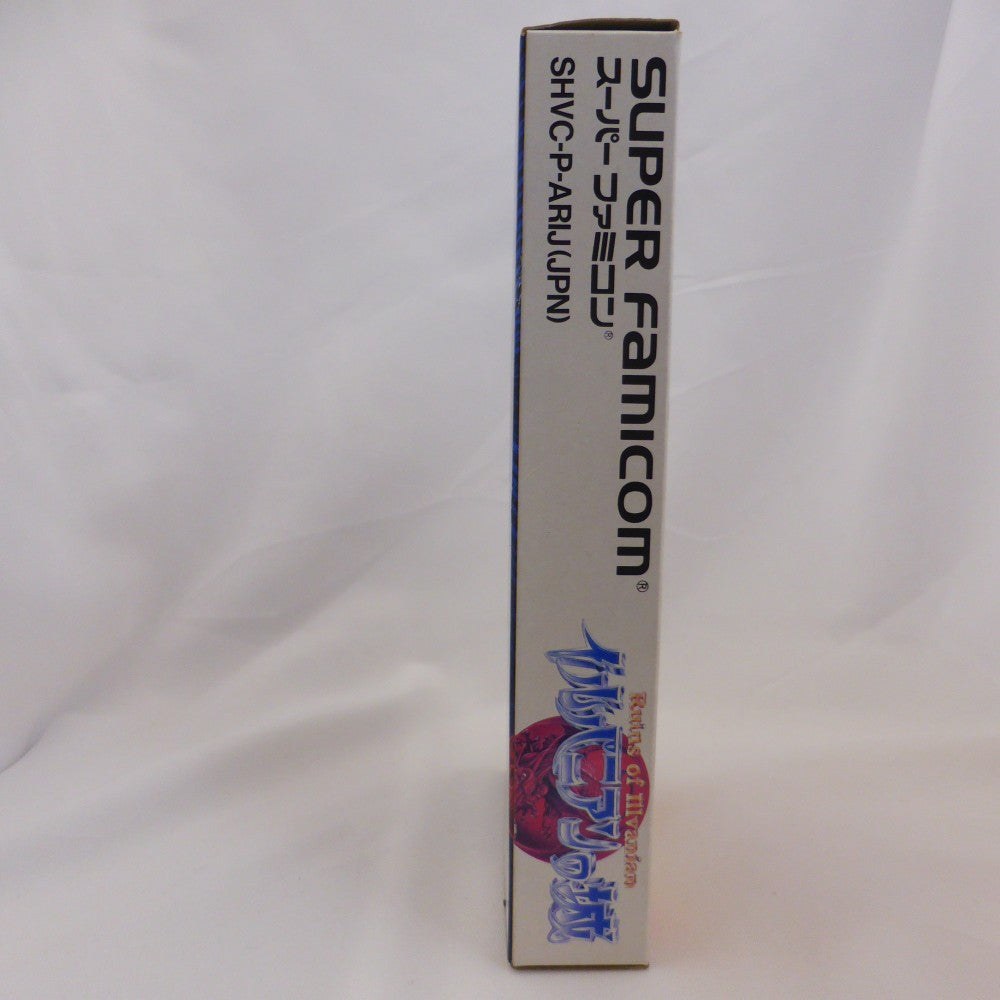 SUPER FAMICOM®
スーパーファミコン®
SHVC-P-ARIJ(JPN)
Ruins of Illvanian
イルバニアンの城